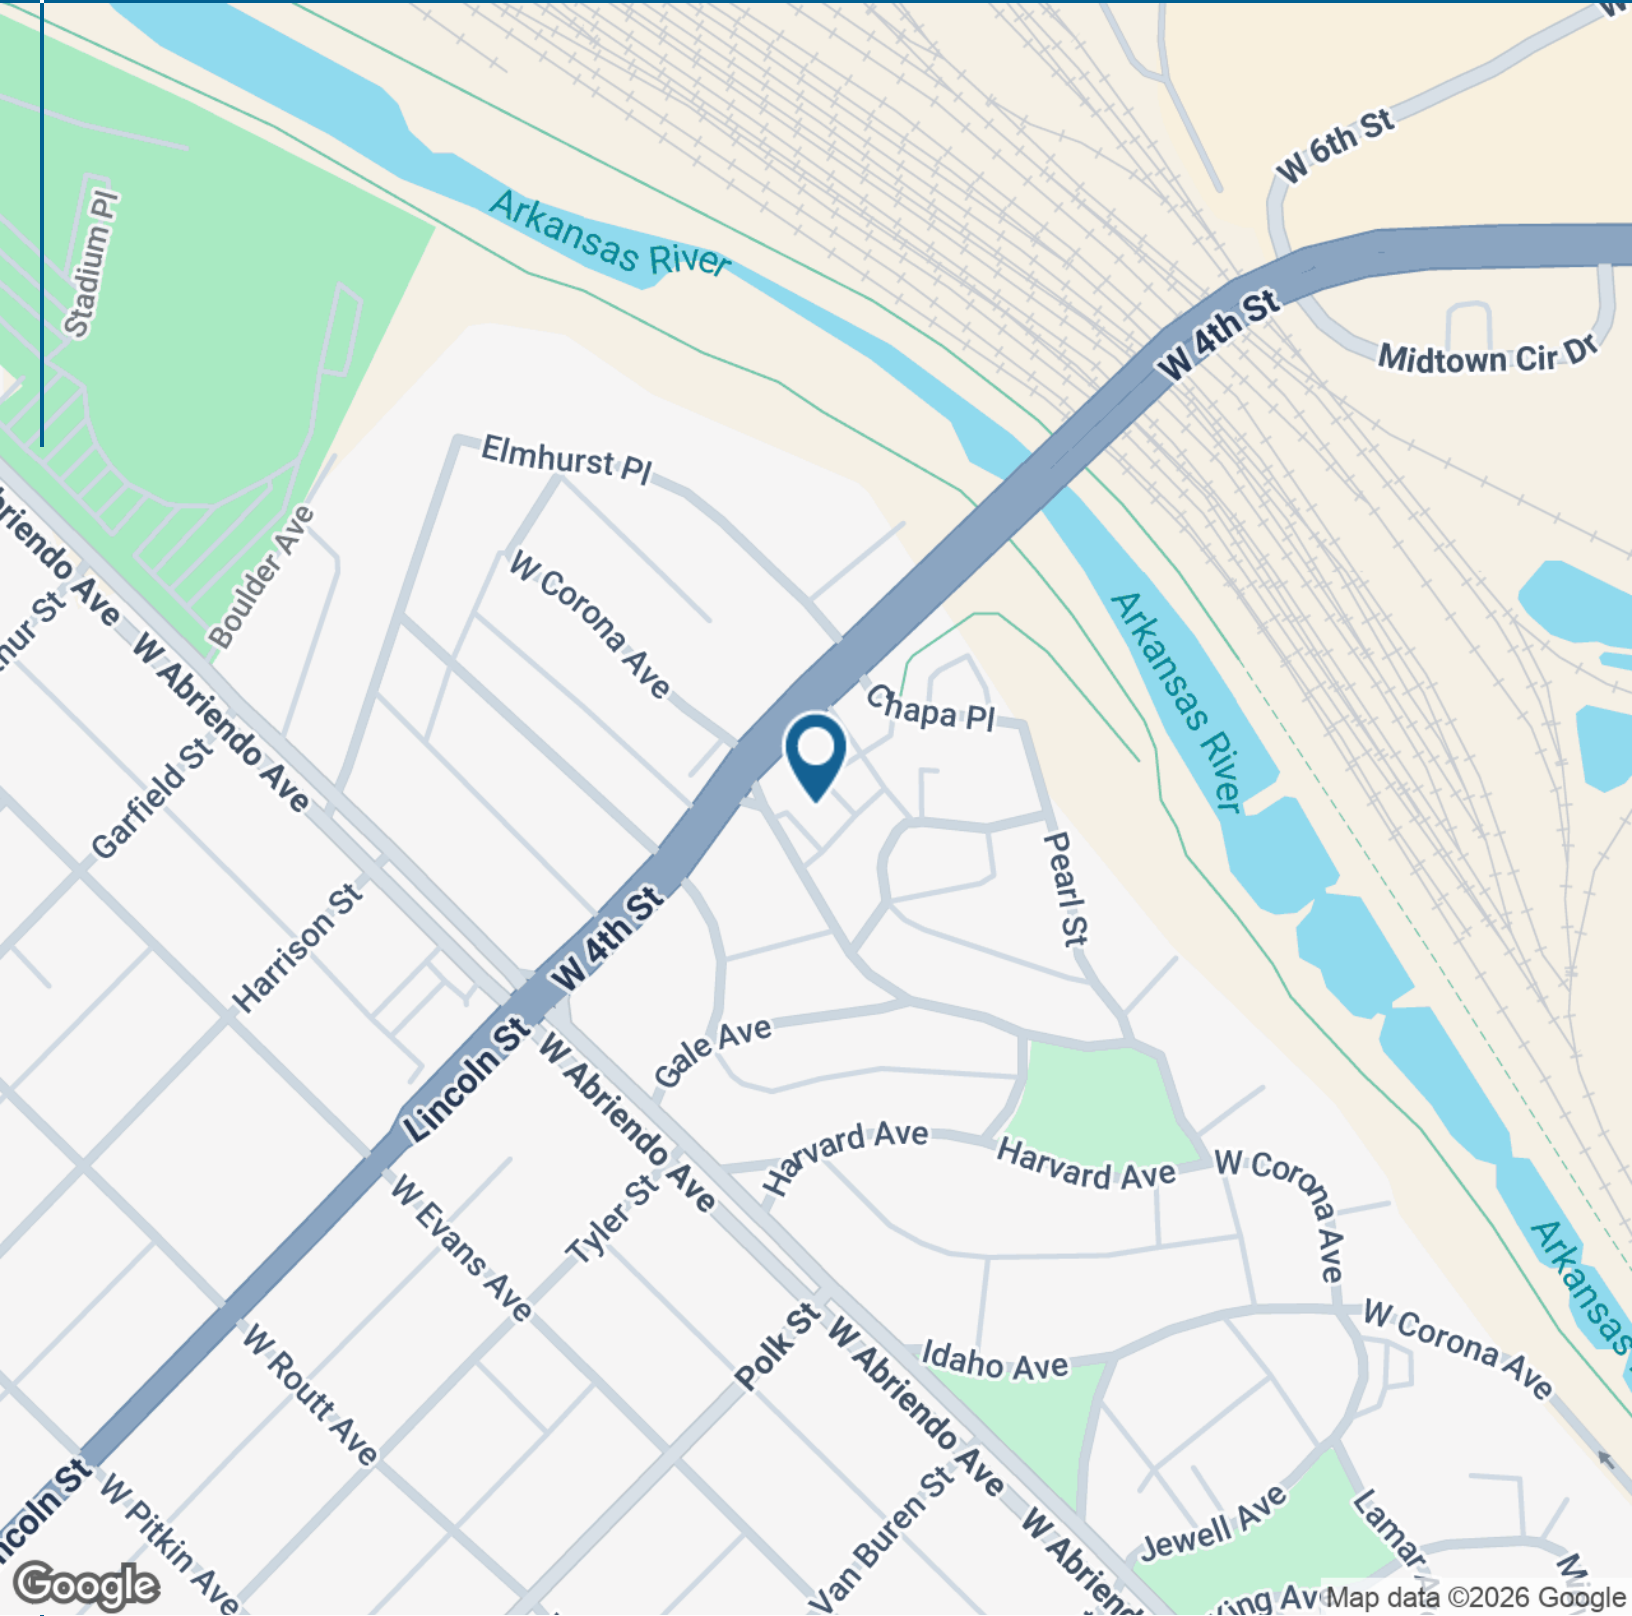 W 6th St
Arkansas River
Stadium Pl
W 4th St
Midtown Cir Dr
Elmhurst Pl
Boulder Ave
W Corona Ave
Arkansas River
Ave
W Abriendo Ave
Chapa Pl
Garfield St
Pearl St
Harrison St
W 4th St
Lincoln St
W Abriendo Ave
Gale Ave
Harvard Ave
Harvard Ave
W Corona Ave
Tyler St
W Evans Ave
Arkansas
W Routt Ave
Polk St
W Abriendo Ave
Idaho Ave
W Corona Ave
W Pitkin Ave
Van Buren St
Jewell Ave
Lamar
Google
Map data ©2026 Google